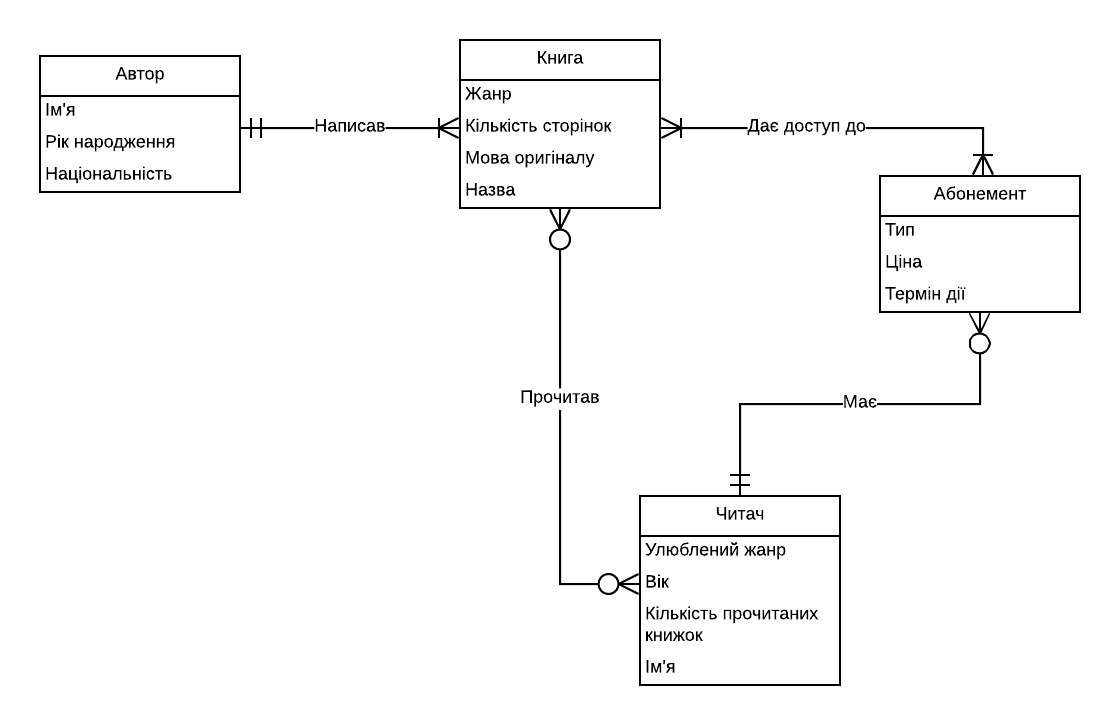 Автор
Ім'я
Рік народження
Національність
Написав
Книга
Жанр
Кількість сторінок
Мова оригіналу
Назва
Дає доступ до
Абонемент
Тип
Ціна
Термін дії
Прочитав
Має
Читач
Улюблений жанр
Вік
Кількість прочитаних
книжок
Ім'я